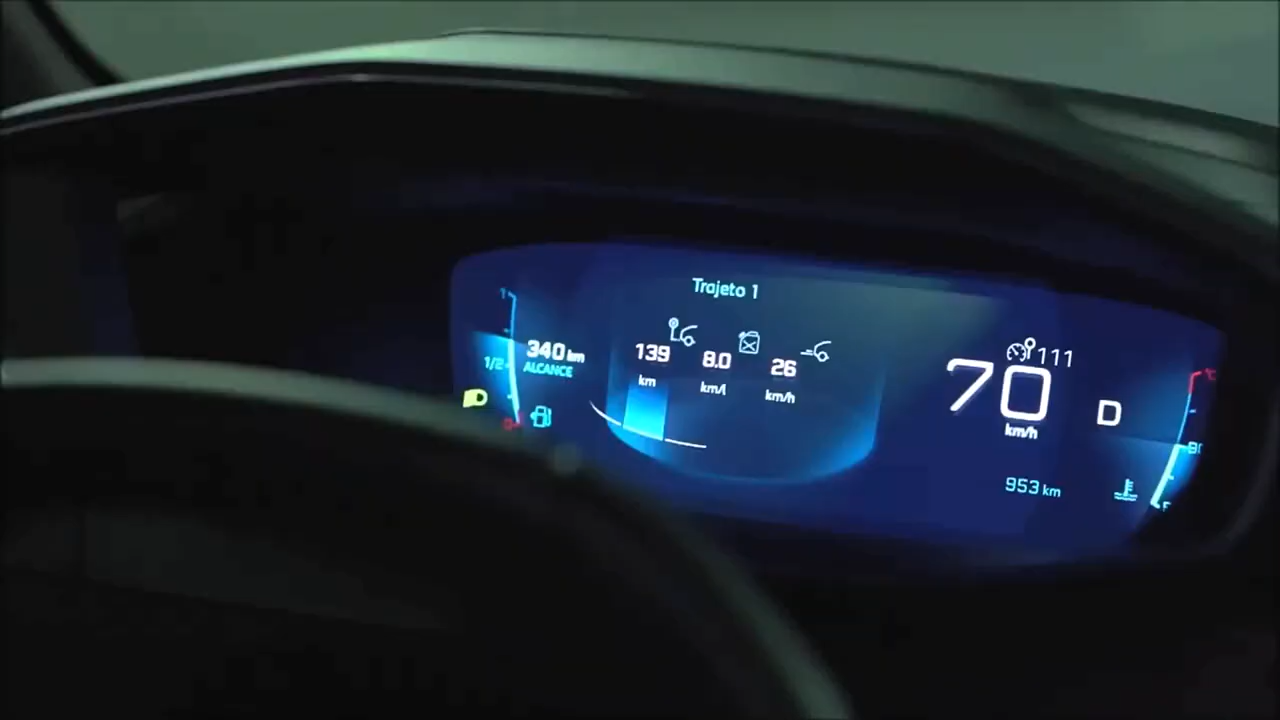 Trajeto 1
1
1/2
0
340 km
ALCANCE
139
km
8.0
km/l
26
km/h
111
70
km/h
D
953 km
°C
F